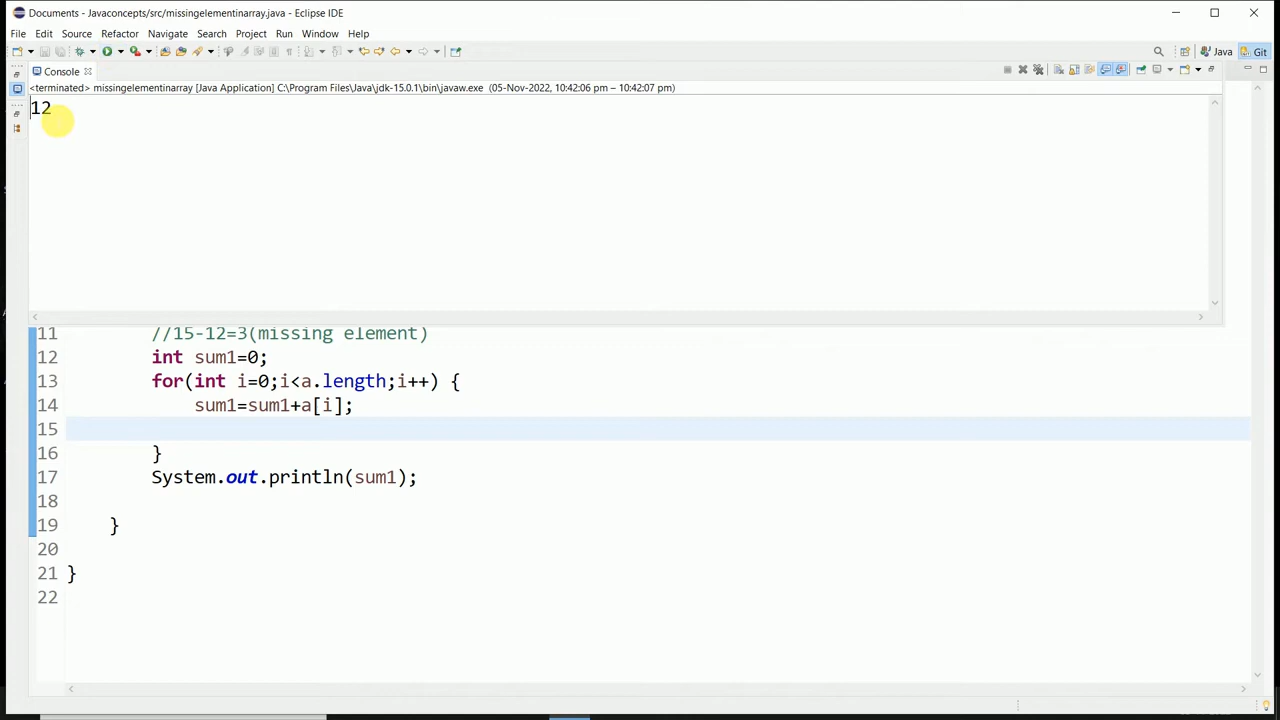 Documents - Javaconcepts/src/missingelementinarray.java - Eclipse IDE
File Edit Source Refactor Navigate Search Project Run Window Help
Java Git
Console
<terminated> missingelementinarray [Java Application] C:\Program Files\Java\jdk-15.0.1\bin\javaw.exe (05-Nov-2022, 10:42:06 pm – 10:42:07 pm)
12
11 //15-12=3(missing element)
12 int sum1=0;
13 for(int i=0;i<a.length;i++) {
14 sum1=sum1+a[i];
15
16 }
17 System.out.println(sum1);
18
19 }
20
21 }
22